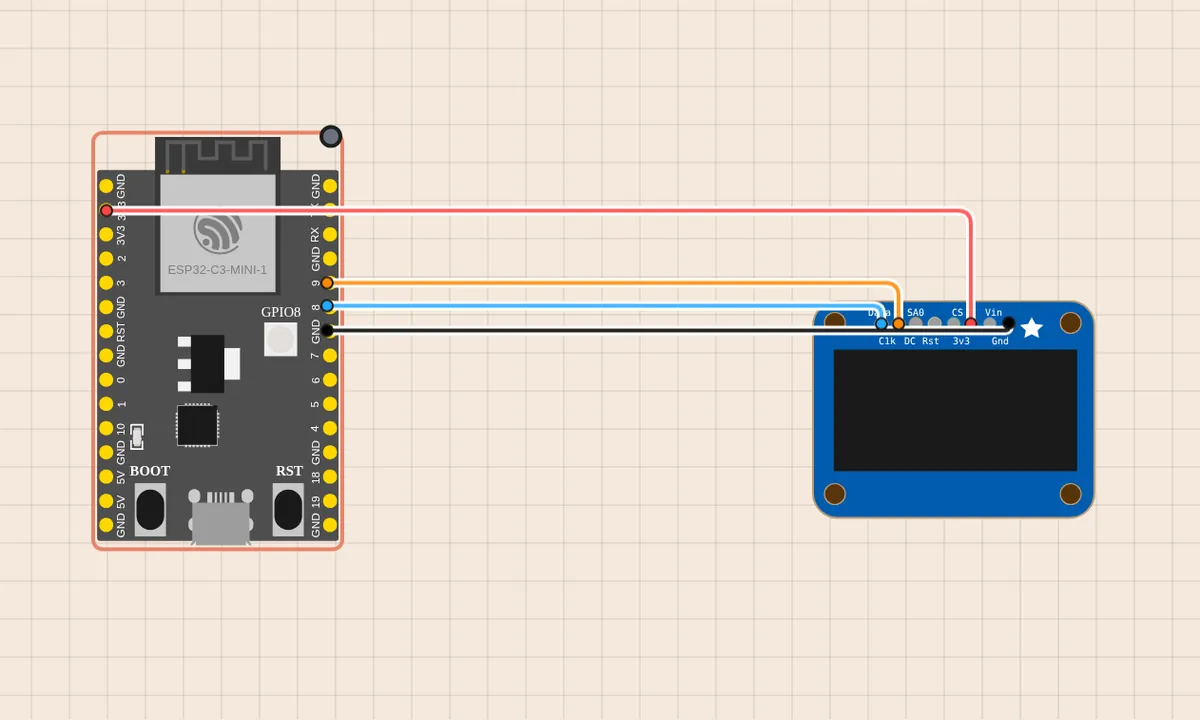 GND
3V3
2
3
GND
RST
GND
0
1
10
GND
5V
5V
GND
ESP32-C3-MINI-1
GPIO8
BOOT
RST
GND
RX
GND
9
8
GND
7
6
5
4
GND
18
19
GND
Data SA0 CS Vin
Clk DC Rst 3v3 Gnd